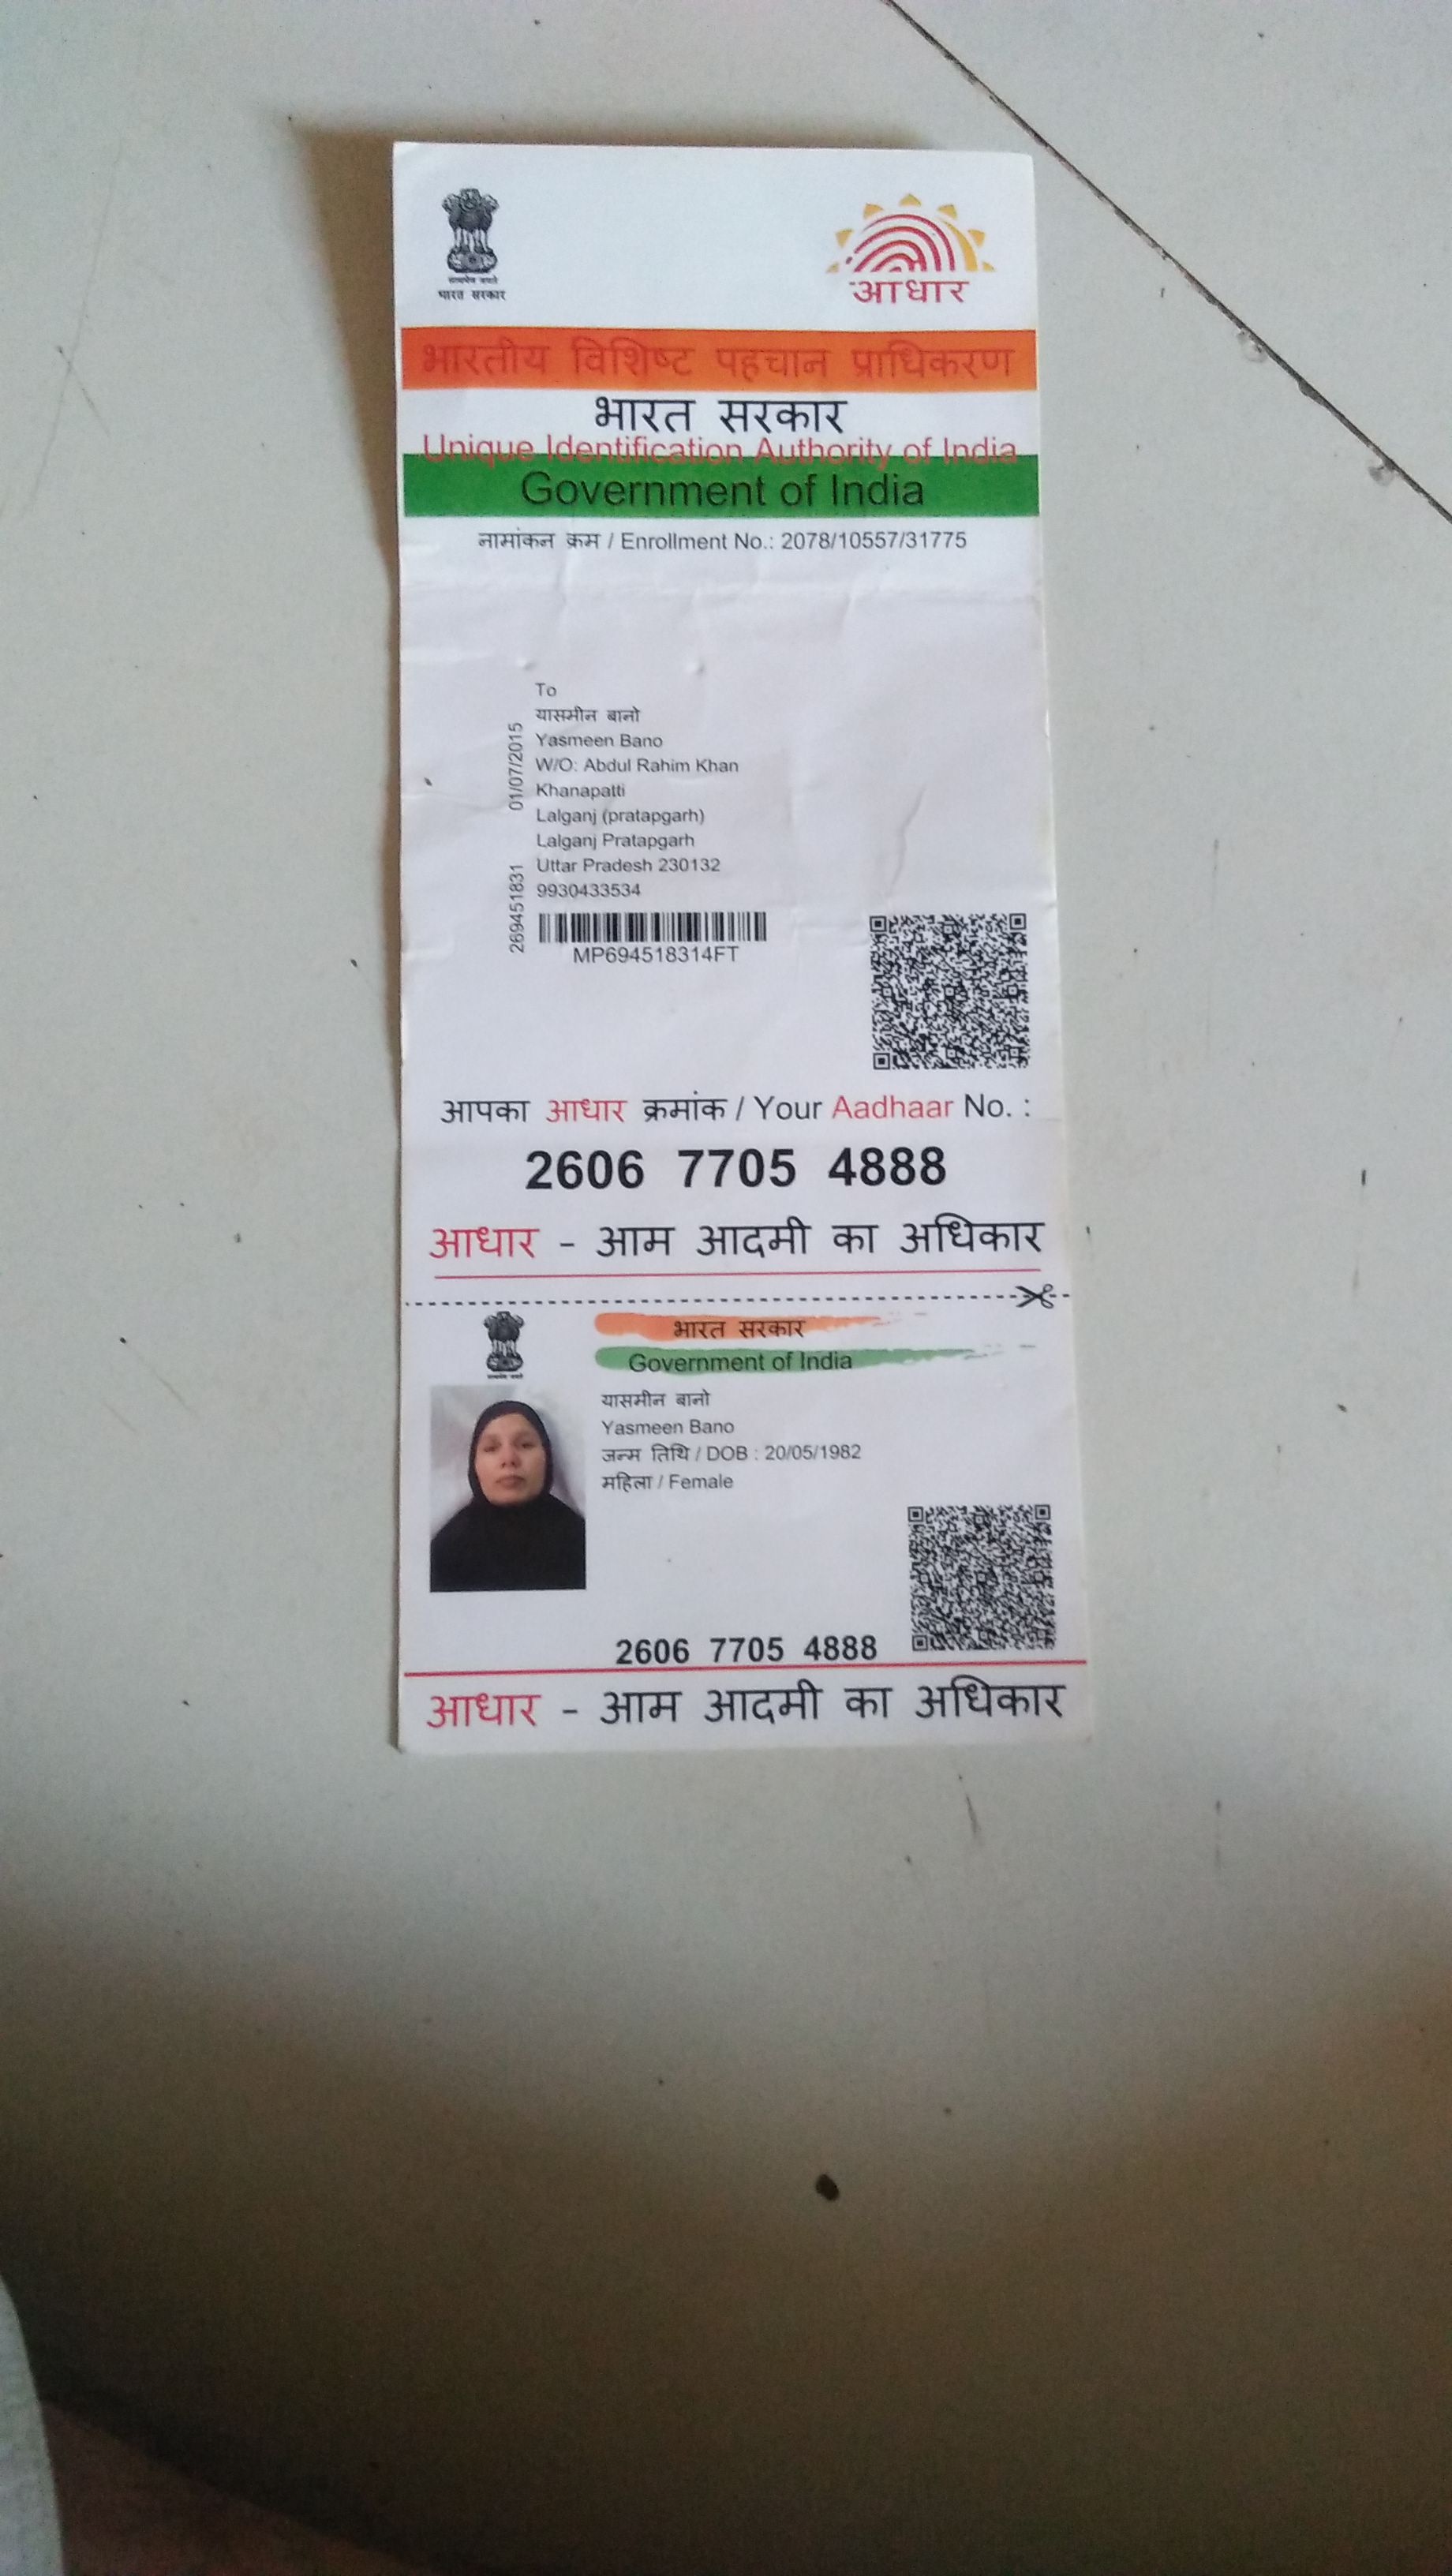 सत्यमेव जयते
भारत सरकार
आधार
भारतीय विशिष्ट पहचान प्राधिकरण
भारत सरकार
Unique Identification Authority of India
Government of India
नामांकन क्रम / Enrollment No.: 2078/10557/31775
To
यासमीन बानो
Yasmeen Bano
W/O: Abdul Rahim Khan
Khanapatti
Lalganj (pratapgarh)
Lalganj Pratapgarh
Uttar Pradesh 230132
9930433534
01/07/2015
269451831
MP694518314FT
आपका आधार क्रमांक / Your Aadhaar No. :
2606 7705 4888
आधार - आम आदमी का अधिकार
भारत सरकार
Government of India
यासमीन बानो
Yasmeen Bano
जन्म तिथि / DOB : 20/05/1982
महिला / Female
2606 7705 4888
आधार - आम आदमी का अधिकार